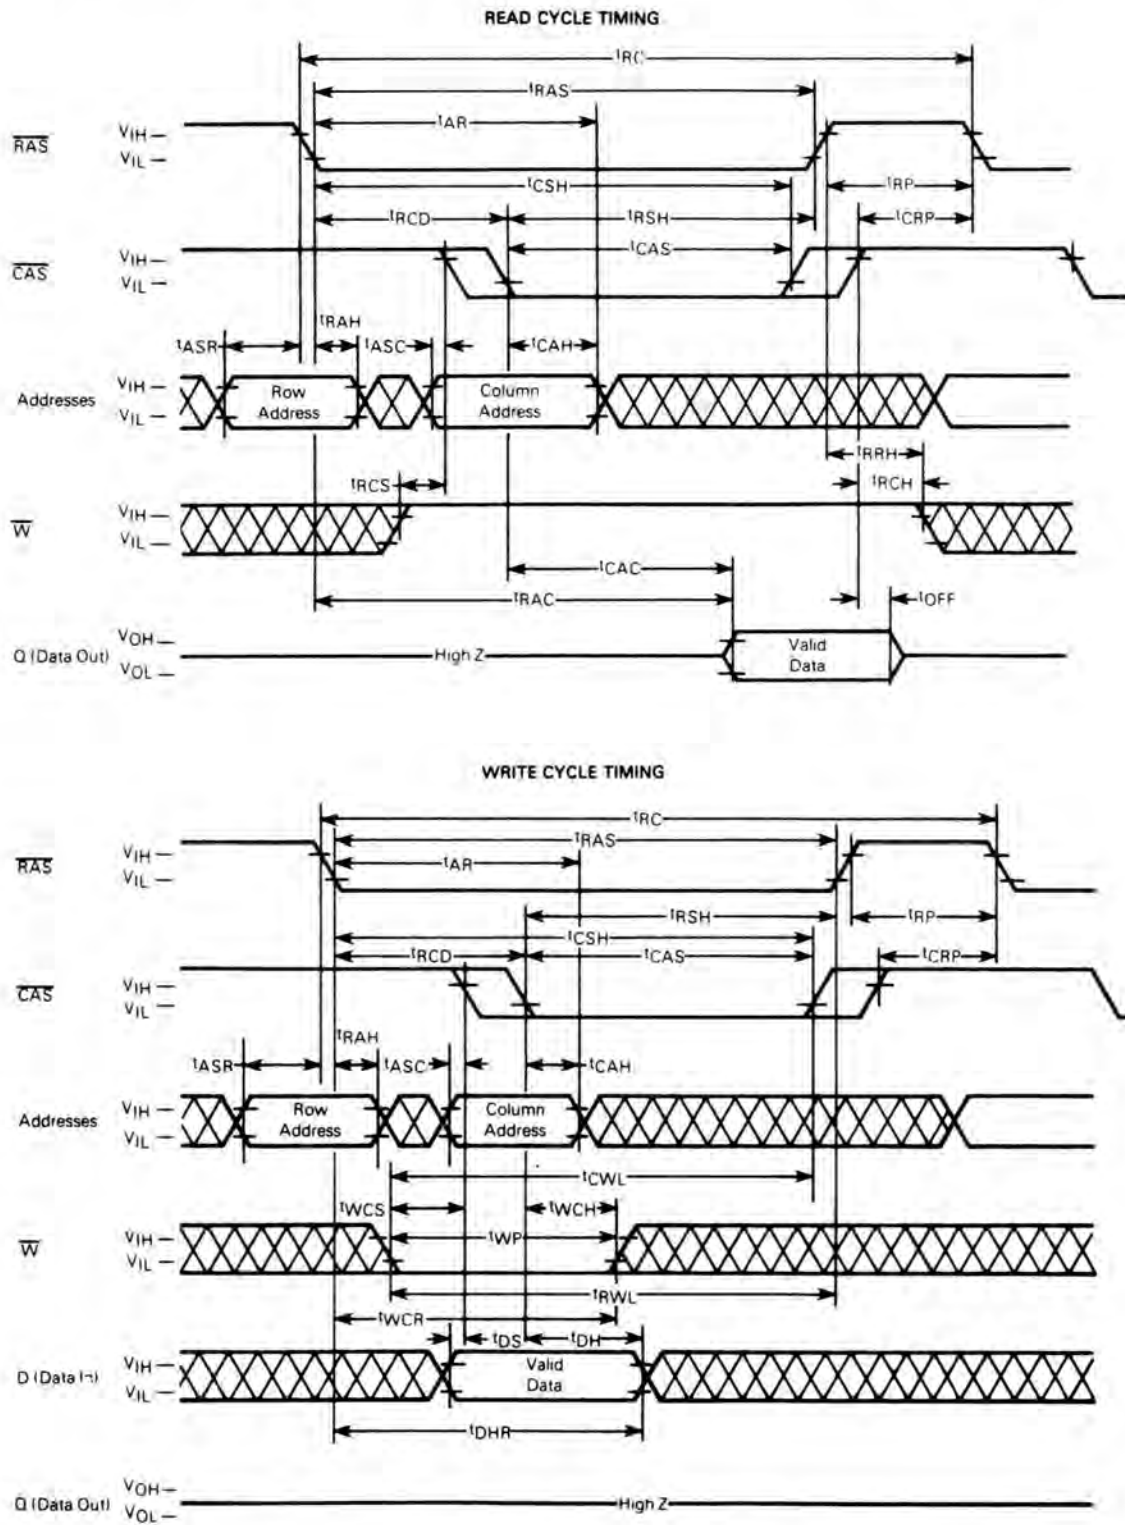 READ CYCLE TIMING
tRC
tRAS
tAR
RAS VIH
VIL
tCSH
tRP
tRCD tRSH tCRP
tCAS
CAS VIH
VIL
tRAH
tASR tASC tCAH
Addresses VIH
VIL
Row
Address
Column
Address
tRRH
tRCS tRCH
W VIH
VIL
tCAC
tRAC tOFF
Q (Data Out) VOH
VOL
High Z
Valid
Data
WRITE CYCLE TIMING
tRC
tRAS
tAR
RAS VIH
VIL
tRSH tRP
tCSH
tRCD tCAS tCRP
CAS VIH
VIL
tRAH
tASR tASC tCAH
Addresses VIH
VIL
Row
Address
Column
Address
tCWL
tWCS tWCH
tWP
W VIH
VIL
tRWL
tWCR
tDS tDH
D (Data In) VIH
VIL
Valid
Data
tDHR
Q (Data Out) VOH
VOL
High Z